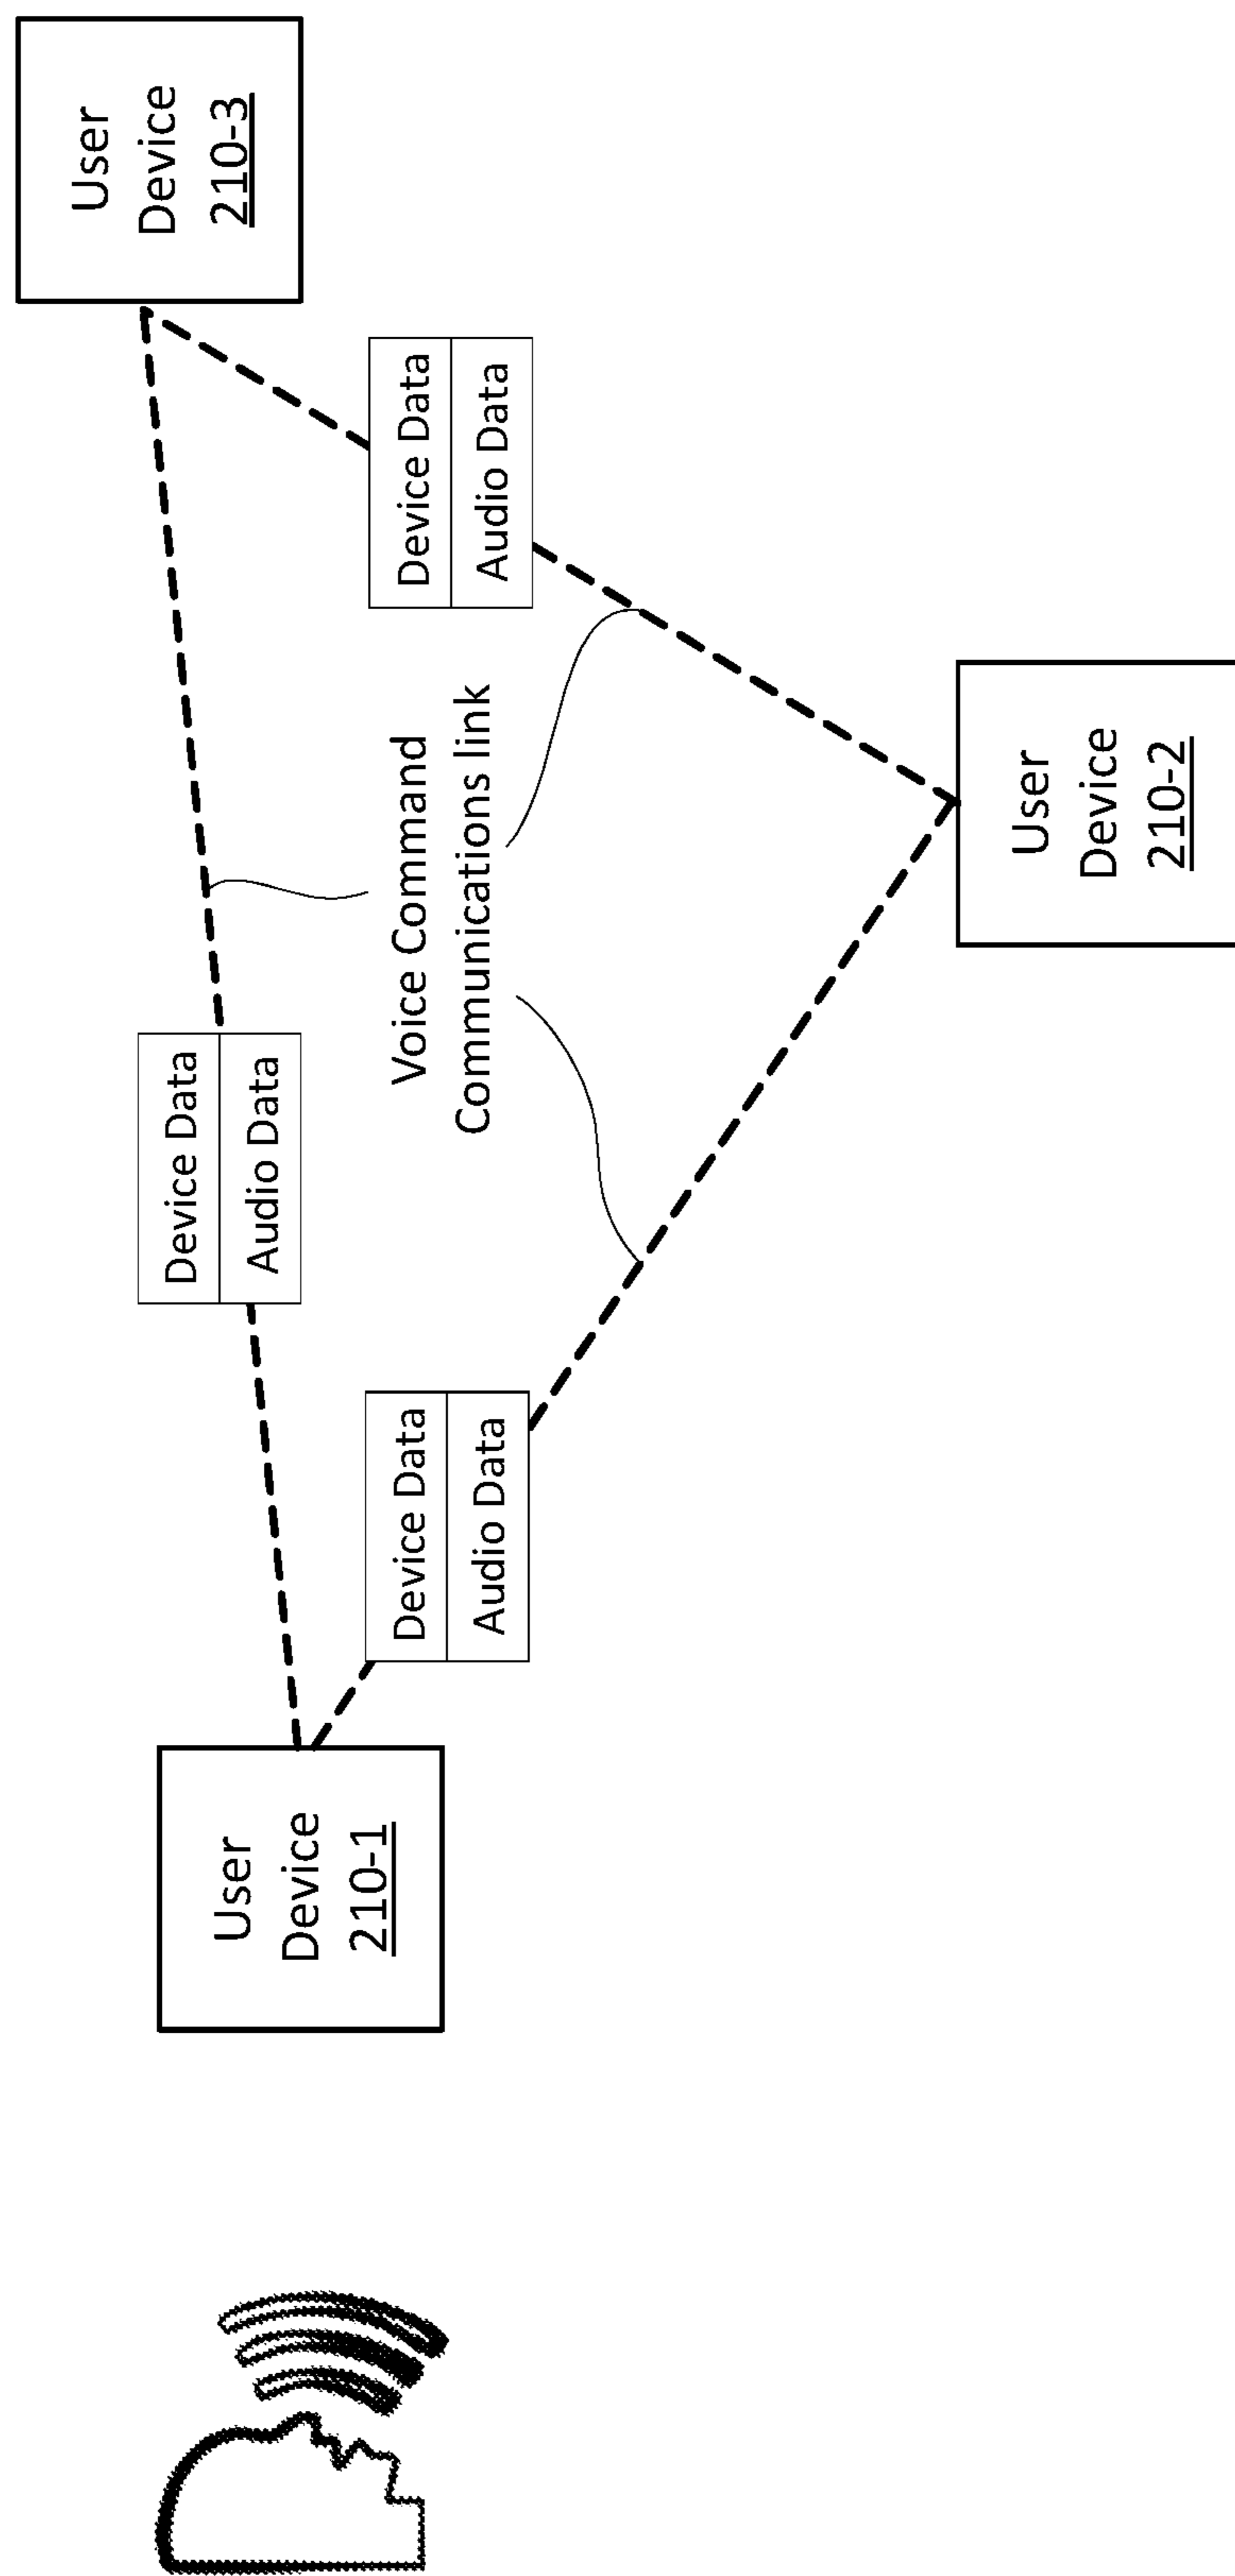 User
Device
210-1
Device Data
Audio Data
Device Data
Audio Data
Voice Command
Communications link
Device Data
Audio Data
User
Device
210-2
User
Device
210-3